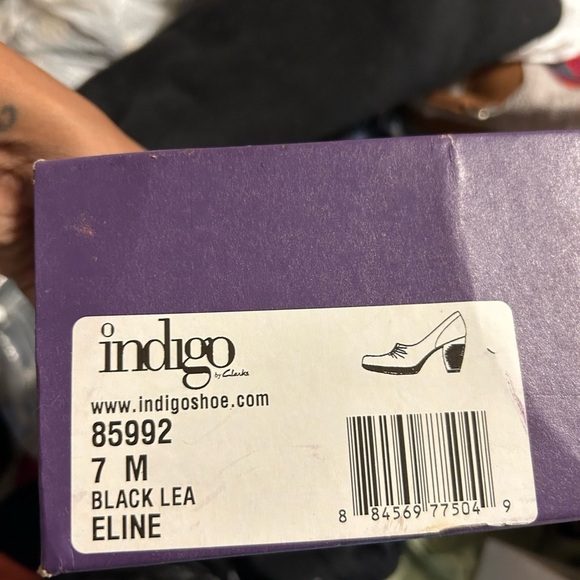 indigo
by Clarks
www.indigoshoe.com
85992
7 M
BLACK LEA
ELINE
8 84569 77504 9